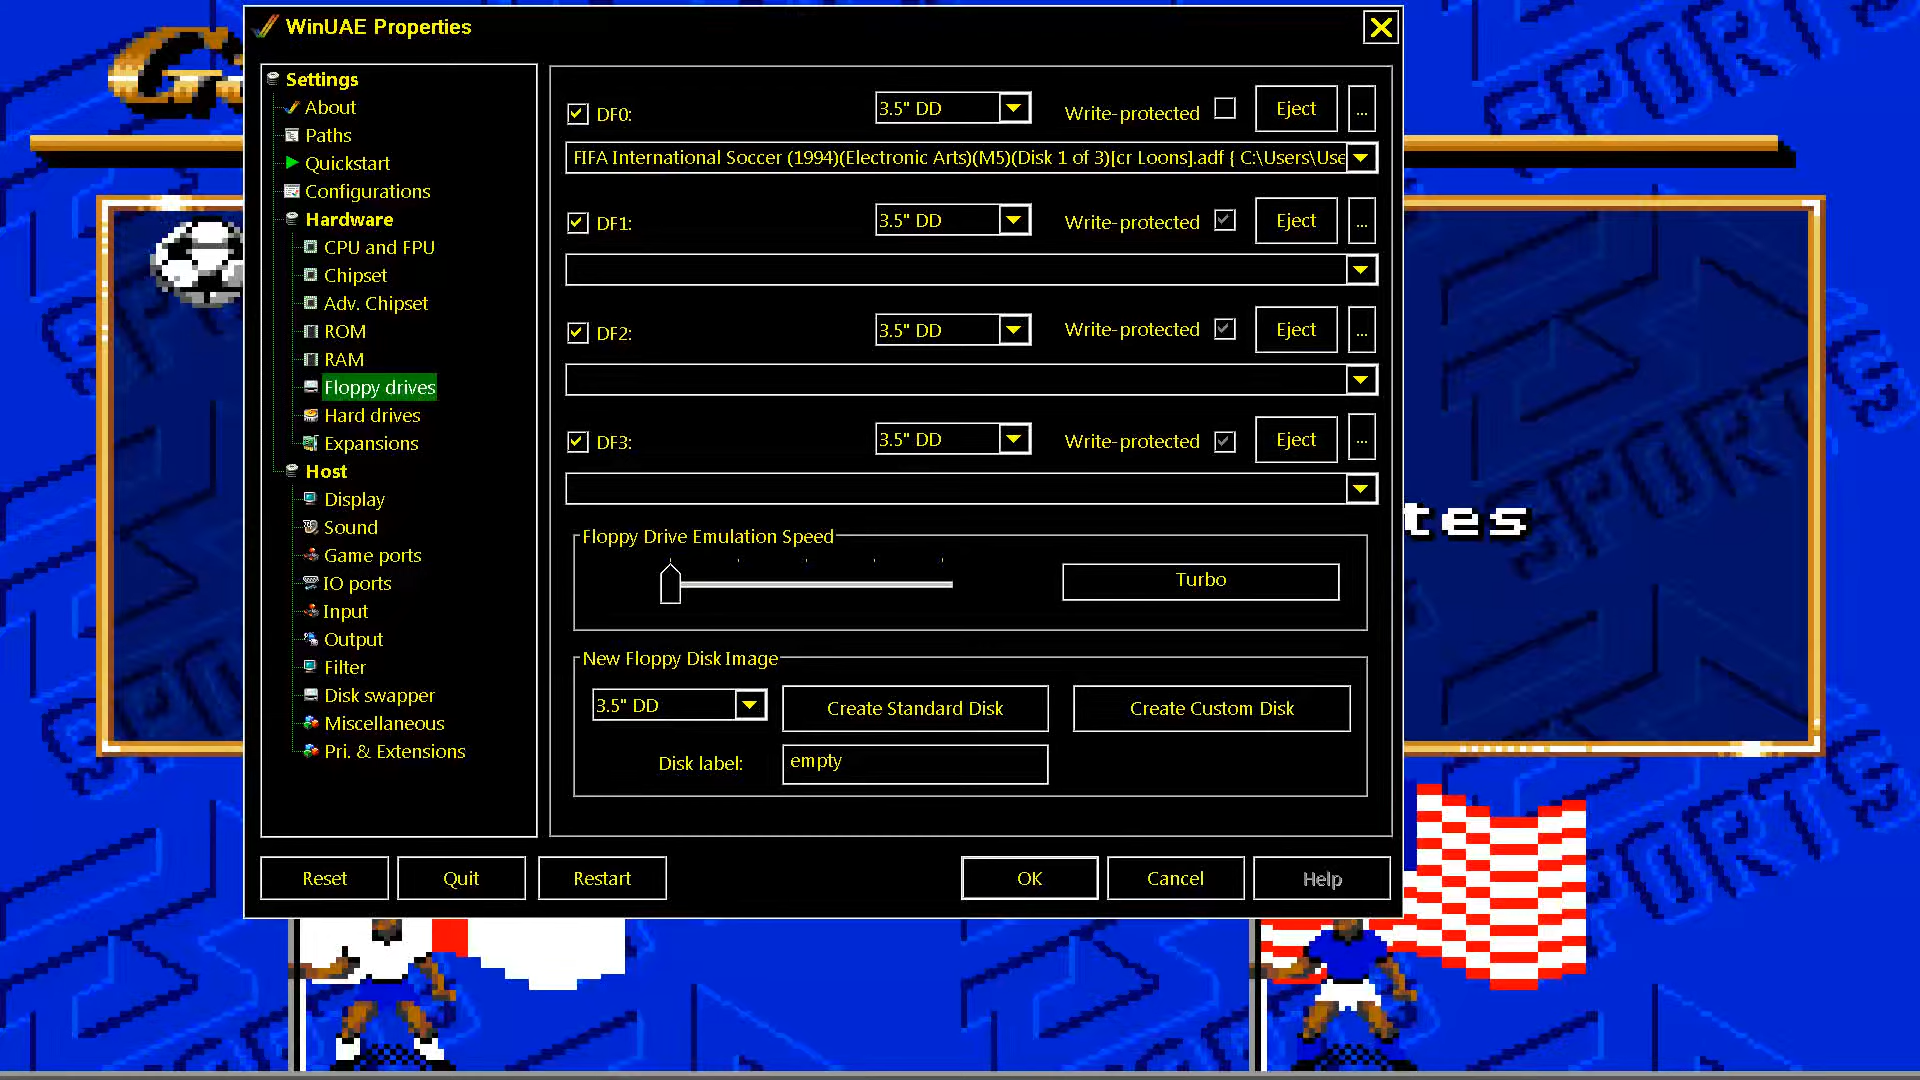 WinUAE Properties
Settings
About
Paths
Quickstart
Configurations
Hardware
CPU and FPU
Chipset
Adv. Chipset
ROM
RAM
Floppy drives
Hard drives
Expansions
Host
Display
Sound
Game ports
IO ports
Input
Output
Filter
Disk swapper
Miscellaneous
Pri. & Extensions
DF0: 3.5" DD Write-protected Eject ...
FIFA International Soccer (1994)(Electronic Arts)(M5)(Disk 1 of 3)[cr Loons].adf { C:\Users\Use
DF1: 3.5" DD Write-protected Eject ...
DF2: 3.5" DD Write-protected Eject ...
DF3: 3.5" DD Write-protected Eject ...
Floppy Drive Emulation Speed
Turbo
New Floppy Disk Image
3.5" DD Create Standard Disk Create Custom Disk
Disk label: empty
Reset Quit Restart OK Cancel Help
tes
SPORTS
SPORTS
SPORTS